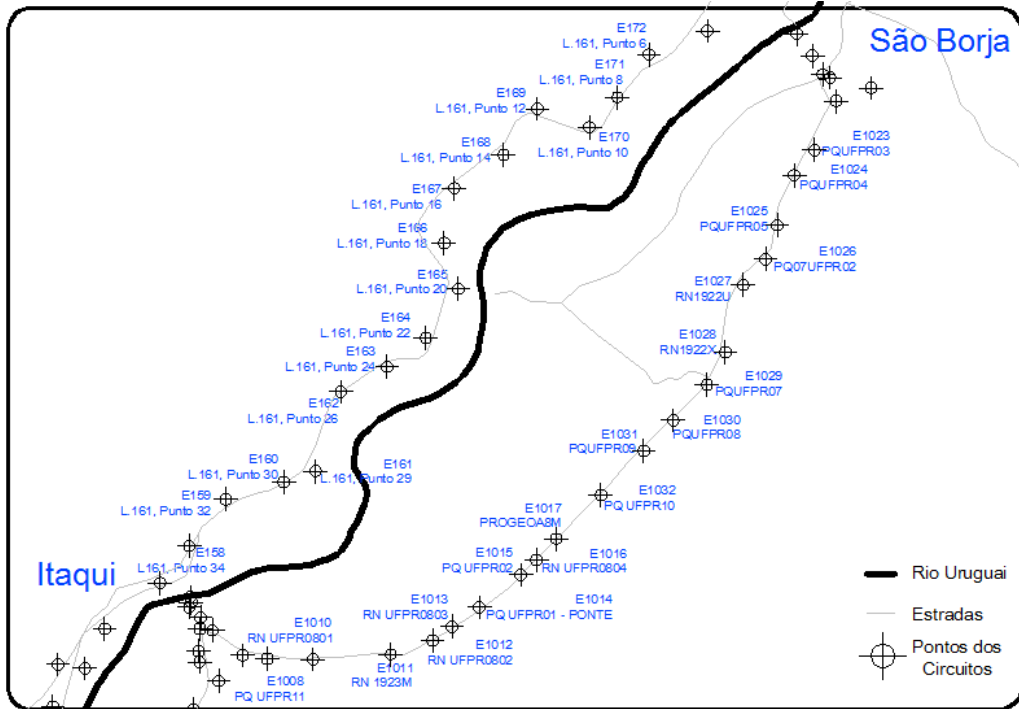 São Borja
E172
L.161, Punto 6
E171
L.161, Punto 8
E169
L.161, Punto 12
E170
L.161, Punto 10
E168
L.161, Punto 14
E1023
PQUFPR03
E1024
PQUFPR04
E167
L.161, Punto 16
E1025
PQUFPR05
E166
L.161, Punto 18
E1026
PQ07UFPR02
E165
L.161, Punto 20
E1027
RN1922U
E164
L.161, Punto 22
E1028
RN1922X
E163
L.161, Punto 24
E1029
PQUFPR07
E162
L.161, Punto 26
E1030
PQUFPR08
E1031
PQUFPR09
E160
L.161, Punto 30
E161
L.161, Punto 29
E1032
PQUFPR10
E159
L.161, Punto 32
E1017
PROGEOA8M
E158
L.161, Punto 34
E1015
PQ UFPR02
E1016
RN UFPR0804
Itaqui
E1013
RN UFPR0803
E1014
PQ UFPR01 - PONTE
E1010
RN UFPR0801
E1012
RN UFPR0802
E1011
RN 1923M
E1008
PQ UFPR11
Rio Uruguai
Estradas
Pontos dos
Circuitos